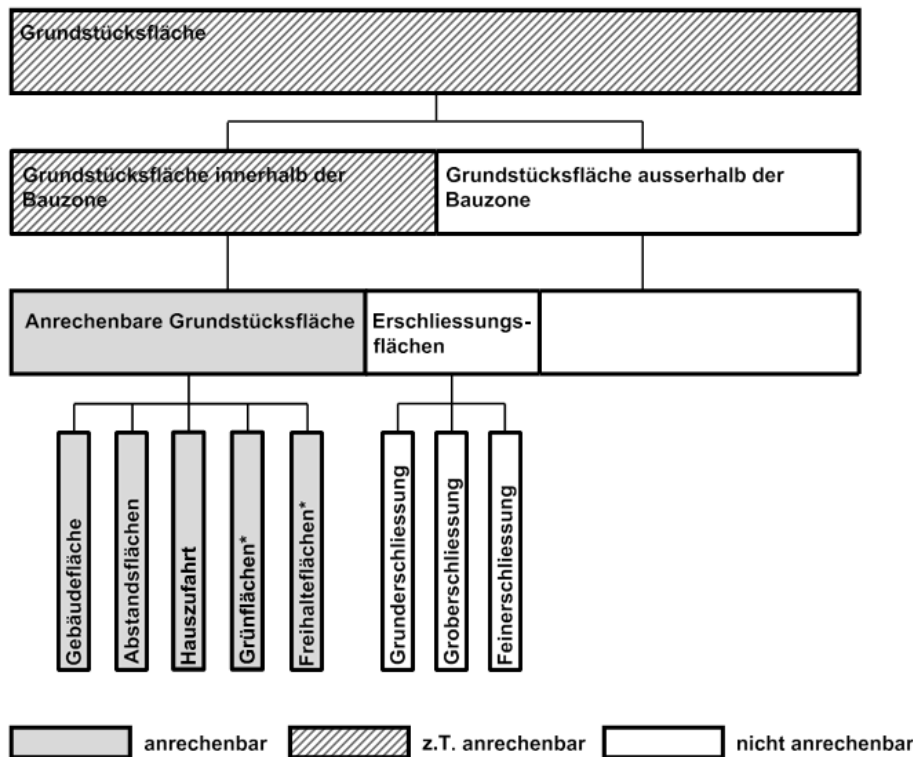 Grundstücksfläche
Grundstücksfläche innerhalb der
Bauzone
Grundstücksfläche ausserhalb der
Bauzone
Anrechenbare Grundstücksfläche
Erschliessungs-
flächen
Gebäudefläche
Abstandsflächen
Hauszufahrt
Grünflächen*
Freihalteflächen*
Grunderschliessung
Groberschliessung
Feinerschliessung
anrechenbar
z.T. anrechenbar
nicht anrechenbar